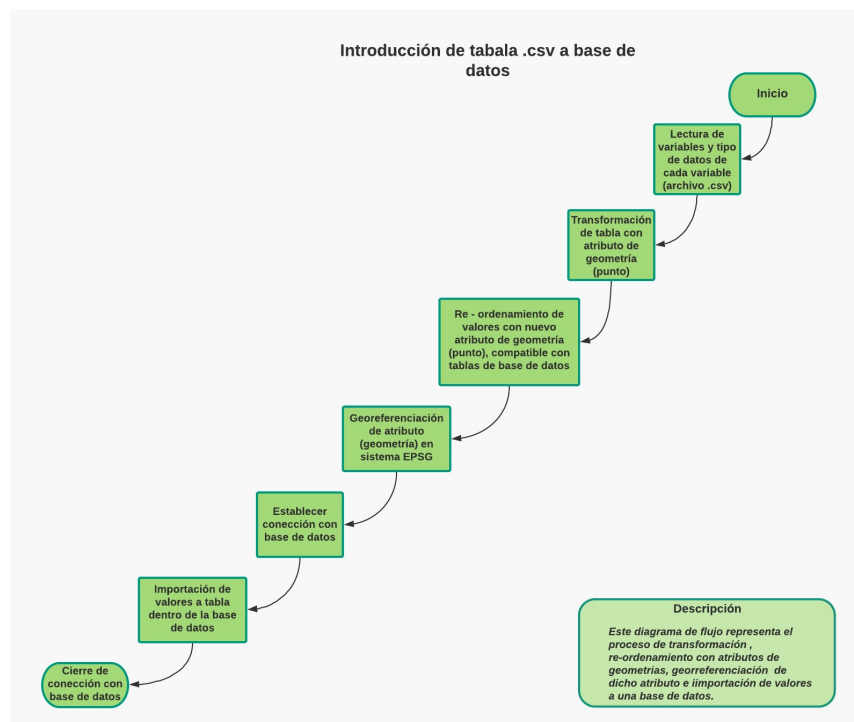 Introducción de tabala .csv a base de
datos
Inicio
Lectura de
variables y tipo
de datos de
cada variable
(archivo .csv)
Transformación
de tabla con
atributo de
geometría
(punto)
Re - ordenamiento de
valores con nuevo
atributo de geometría
(punto), compatible con
tablas de base de datos
Georeferenciación
de atributo
(geometría) en
sistema EPSG
Establecer
conección con
base de datos
Importación de
valores a tabla
dentro de la base
de datos
Cierre de
conección con
base de datos
Descripción
Este diagrama de flujo representa el
proceso de transformación ,
re-ordenamiento con atributos de
geometrias, georreferenciación de
dicho atributo e iimportación de valores
a una base de datos.